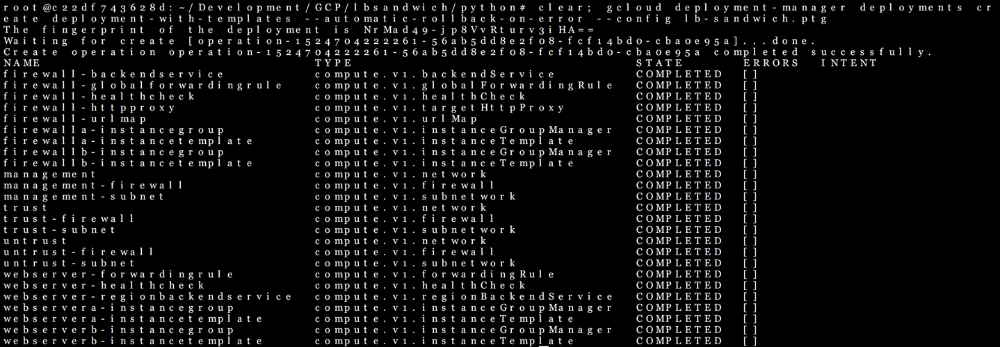 root@c22df743628d:~/Development/GCP/lbsandwich/python# clear; gcloud deployment-manager deployments cr
eate deployment-with-templates --automatic-rollback-on-error --config lb-sandwich.ptg
The fingerprint of the deployment is NrMad49-jp8VvRturv3iHA==
Waiting for create [operation-1524704222261-56ab5dd8e2f08-fcf14bd0-cba0e95a]...done.
Create operation operation-1524704222261-56ab5dd8e2f08-fcf14bd0-cba0e95a completed successfully.
NAME TYPE STATE ERRORS INTENT
firewall-backendservice compute.v1.backendService COMPLETED []
firewall-globalforwardingrule compute.v1.globalForwardingRule COMPLETED []
firewall-healthcheck compute.v1.healthCheck COMPLETED []
firewall-httpproxy compute.v1.targetHttpProxy COMPLETED []
firewall-urlmap compute.v1.urlMap COMPLETED []
firewalla-instancegroup compute.v1.instanceGroupManager COMPLETED []
firewalla-instancetemplate compute.v1.instanceTemplate COMPLETED []
firewallb-instancegroup compute.v1.instanceGroupManager COMPLETED []
firewallb-instancetemplate compute.v1.instanceTemplate COMPLETED []
management compute.v1.network COMPLETED []
management-firewall compute.v1.firewall COMPLETED []
management-subnet compute.v1.subnetwork COMPLETED []
trust compute.v1.network COMPLETED []
trust-firewall compute.v1.firewall COMPLETED []
trust-subnet compute.v1.subnetwork COMPLETED []
untrust compute.v1.network COMPLETED []
untrust-firewall compute.v1.firewall COMPLETED []
untrust-subnet compute.v1.subnetwork COMPLETED []
webserver-forwardingrule compute.v1.forwardingRule COMPLETED []
webserver-healthcheck compute.v1.healthCheck COMPLETED []
webserver-regionbackendservice compute.v1.regionBackendService COMPLETED []
webservera-instancegroup compute.v1.instanceGroupManager COMPLETED []
webservera-instancetemplate compute.v1.instanceTemplate COMPLETED []
webserverb-instancegroup compute.v1.instanceGroupManager COMPLETED []
webserverb-instancetemplate compute.v1.instanceTemplate COMPLETED []